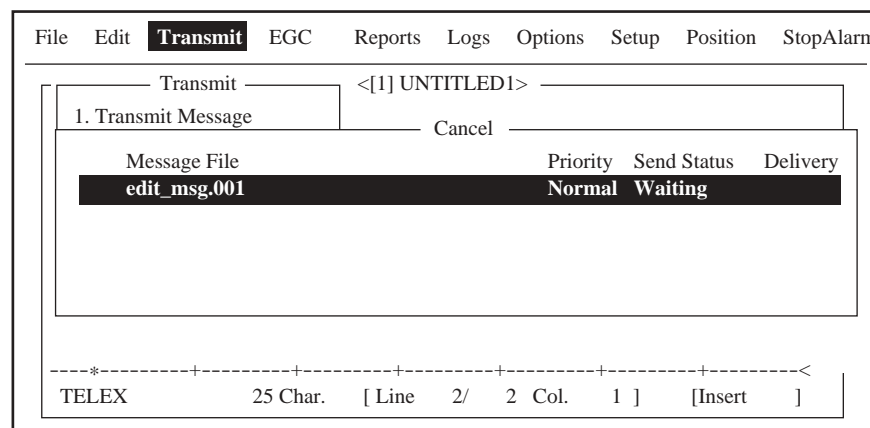 File Edit Transmit EGC Reports Logs Options Setup Position StopAlarm
Transmit <[1] UNTITLED1>
1. Transmit Message
Cancel
Message File Priority Send Status Delivery
edit_msg.001 Normal Waiting
----*---------+---------+---------+---------+---------+---------+---------<
TELEX 25 Char. [ Line 2/ 2 Col. 1 ] [Insert ]